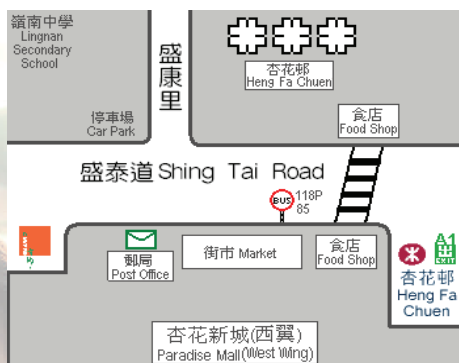 嶺南中學
Lingnan
Secondary
School
盛康里
杏花邨
Heng Fa Chuen
停車場
Car Park
食店
Food Shop
盛泰道 Shing Tai Road
BUS
118P
85
郵局
Post Office
街市 Market
食店
Food Shop
A1
出
EXIT
杏花邨
Heng Fa
Chuen
杏花新城(西翼)
Paradise Mall(West Wing)